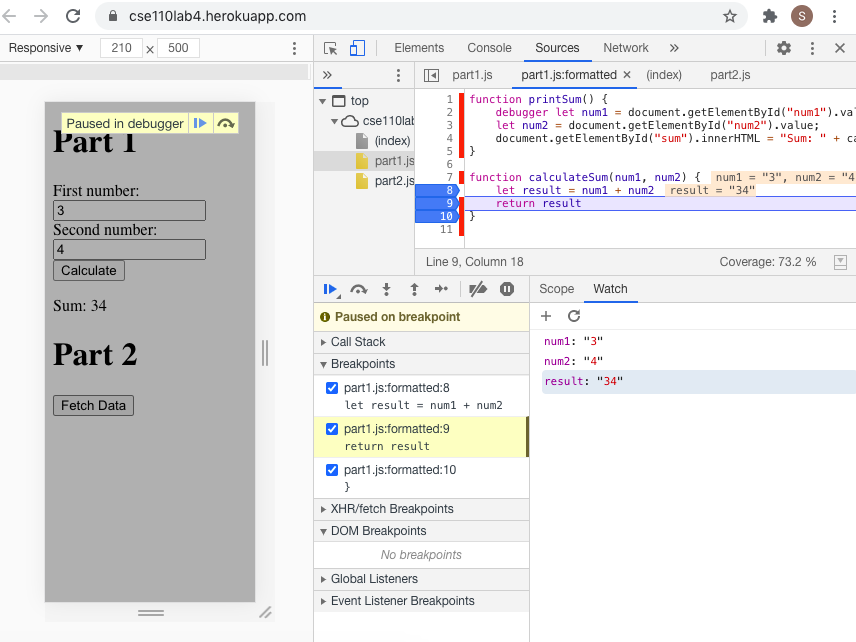 cse110lab4.herokuapp.com
S
Responsive ▼ 210 × 500
Elements Console Sources Network »
» part1.js part1.js:formatted × (index) part2.js
top
cse110lab
(index)
part1.js
part2.js
Paused in debugger
Part 1
First number:
3
Second number:
4
Calculate
Sum: 34
Part 2
Fetch Data
1 function printSum() {
2 debugger let num1 = document.getElementById("num1").va
3 let num2 = document.getElementById("num2").value;
4 document.getElementById("sum").innerHTML = "Sum: " + ca
5 }
6
7 function calculateSum(num1, num2) { num1 = "3", num2 = "4
8 let result = num1 + num2 result = "34"
9 return result
10 }
11
Line 9, Column 18 Coverage: 73.2 %
Paused on breakpoint
Call Stack
Breakpoints
part1.js:formatted:8
let result = num1 + num2
part1.js:formatted:9
return result
part1.js:formatted:10
}
XHR/fetch Breakpoints
DOM Breakpoints
No breakpoints
Global Listeners
Event Listener Breakpoints
Scope Watch
num1: "3"
num2: "4"
result: "34"